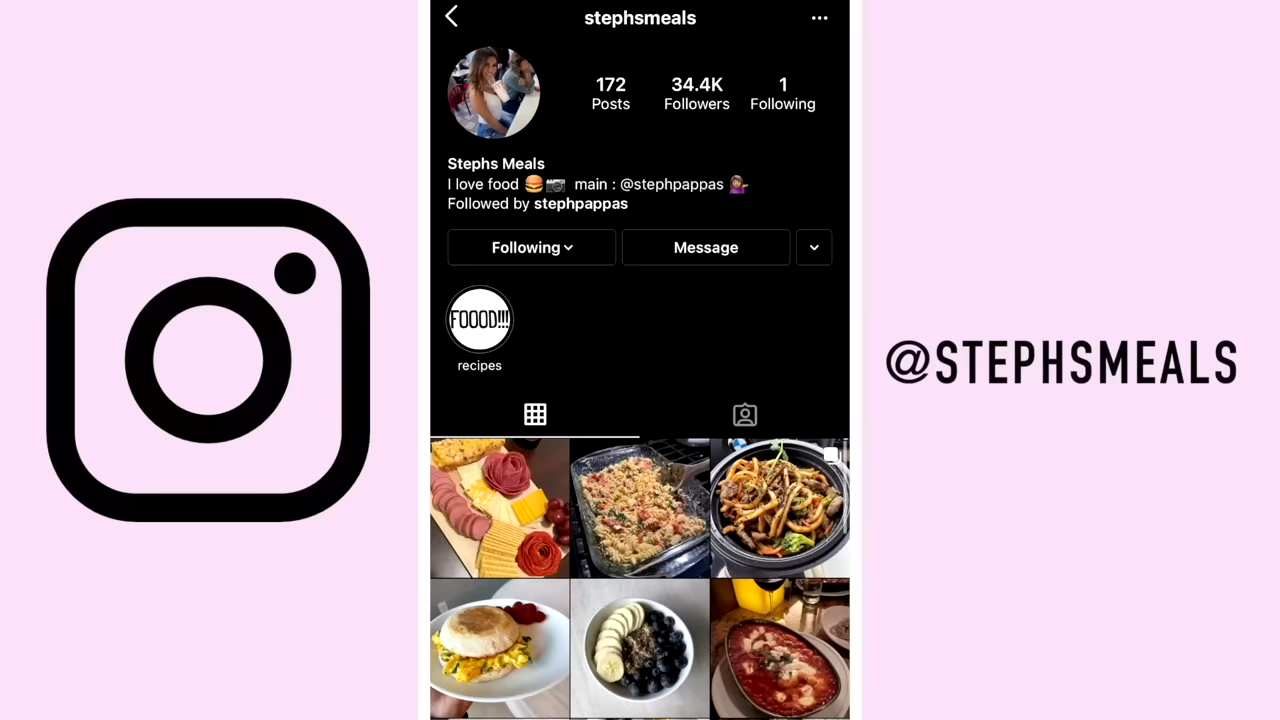 stephsmeals
172 34.4K 1
Posts Followers Following
Stephs Meals
I love food 🍔📷 main : @stephpappas 💁🏽‍♀️
Followed by stephpappas
Following Message
FOOOD!!!
recipes
@STEPHSMEALS